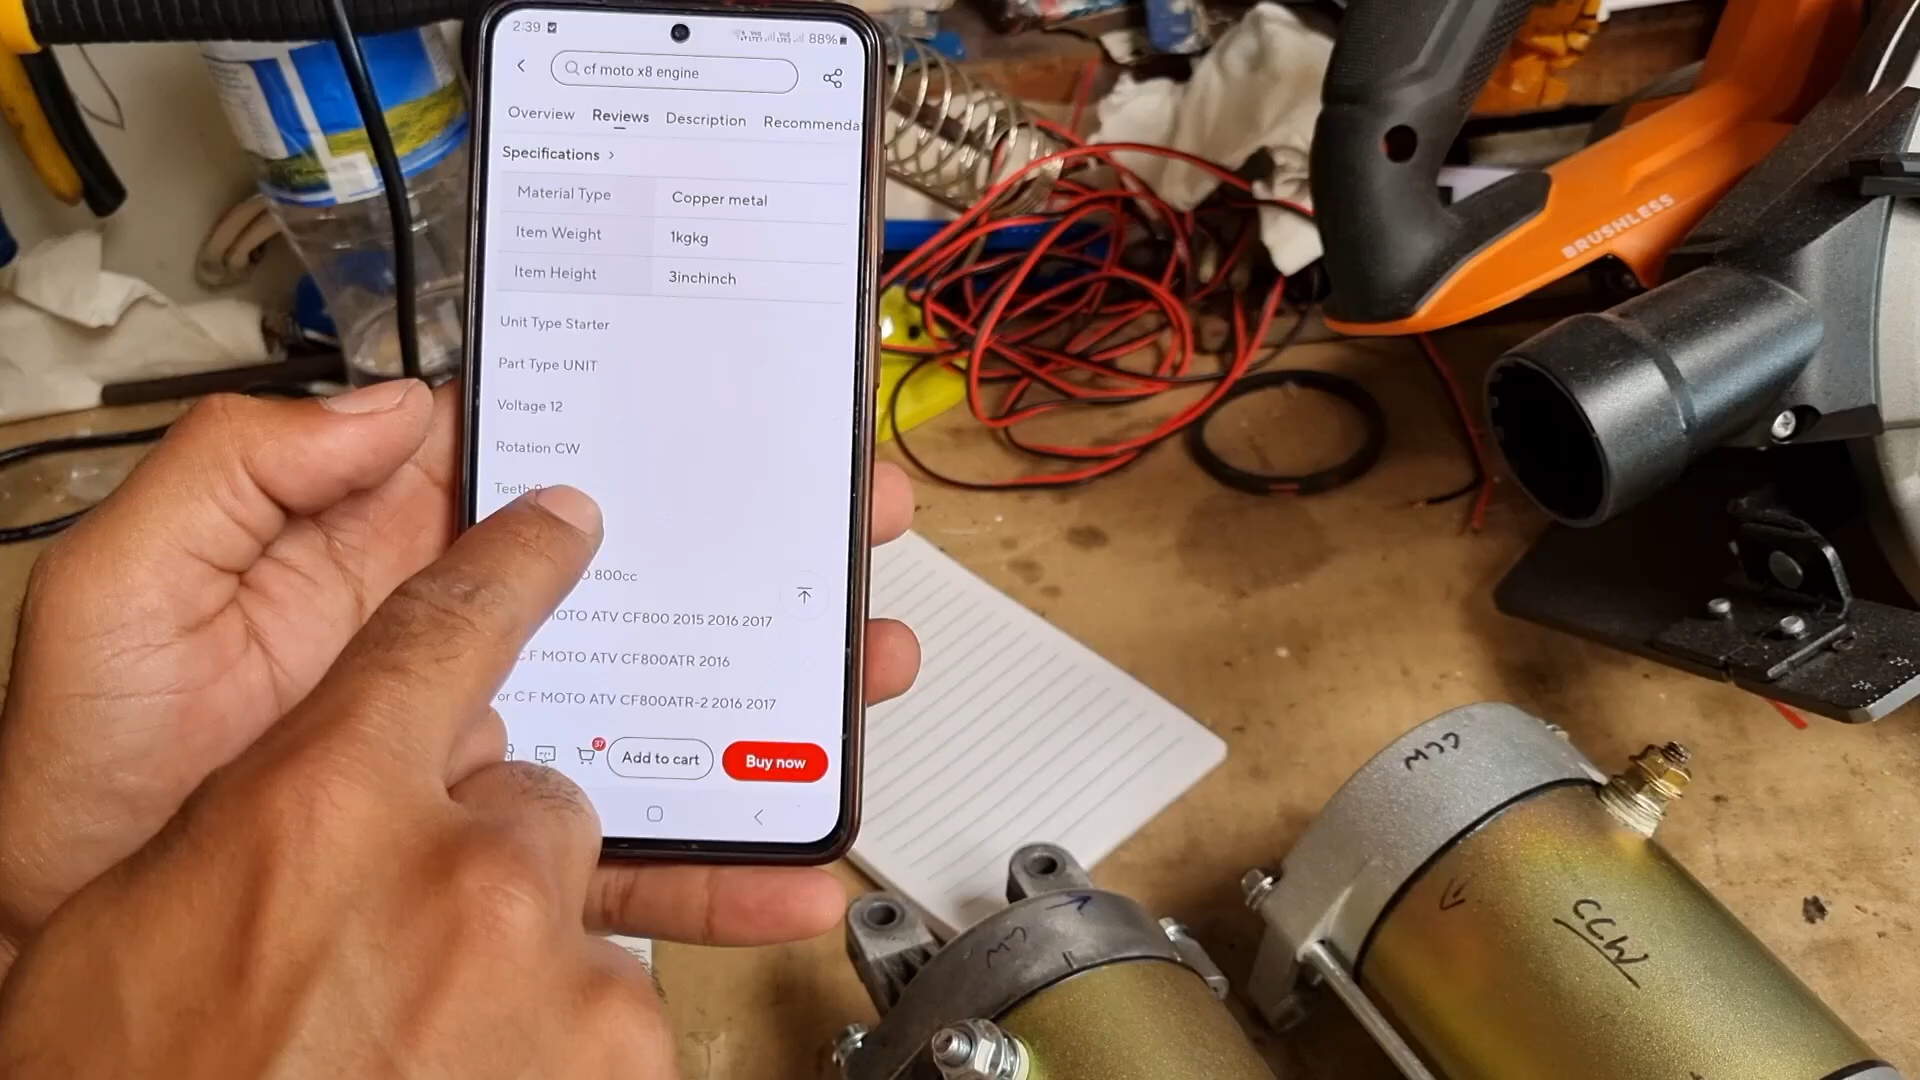 2:39
88%
cf moto x8 engine
Overview Reviews Description Recommenda
Specifications >
Material Type Copper metal
Item Weight 1kgkg
Item Height 3inchinch
Unit Type Starter
Part Type UNIT
Voltage 12
Rotation CW
Teeth
800cc
MOTO ATV CF800 2015 2016 2017
C F MOTO ATV CF800ATR 2016
or C F MOTO ATV CF800ATR-2 2016 2017
37
Add to cart
Buy now
BRUSHLESS
CCW
CCW
CW